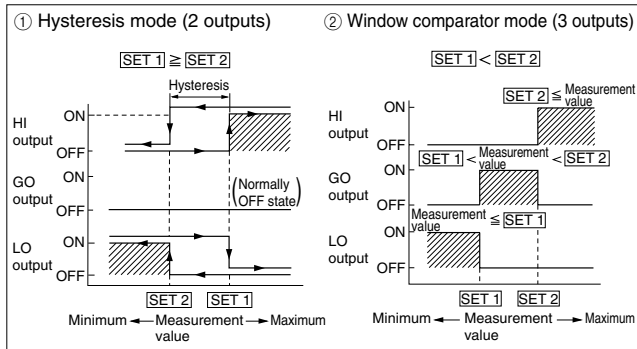 ① Hysteresis mode (2 outputs)
SET 1 ≧ SET 2
Hysteresis
HI output
ON
OFF
GO output
ON
OFF
(Normally OFF state)
LO output
ON
OFF
SET 2 SET 1
Minimum ← Measurement value → Maximum
② Window comparator mode (3 outputs)
SET 1 < SET 2
SET 2 ≦ Measurement value
HI output
ON
OFF
SET 1 < Measurement value < SET 2
GO output
ON
OFF
Measurement value ≦ SET 1
LO output
ON
OFF
SET 1 SET 2
Minimum ← Measurement value → Maximum